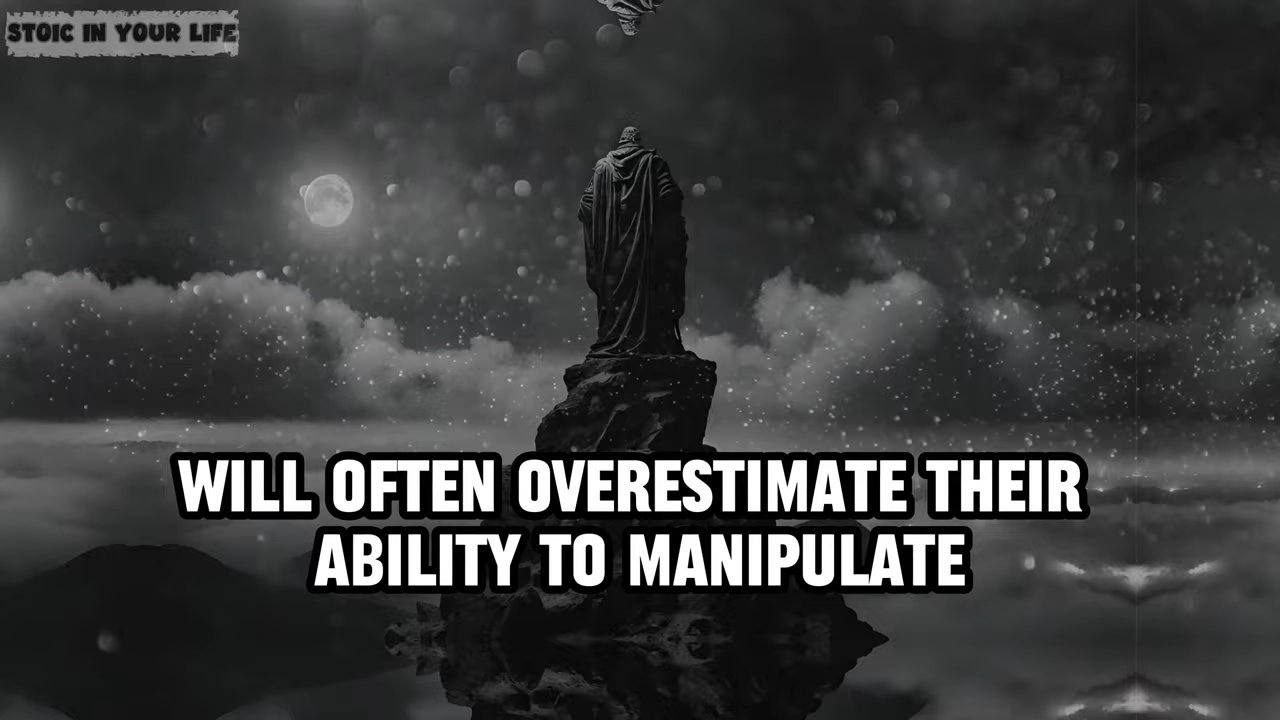 STOIC IN YOUR LIFE
WILL OFTEN OVERESTIMATE THEIR
ABILITY TO MANIPULATE